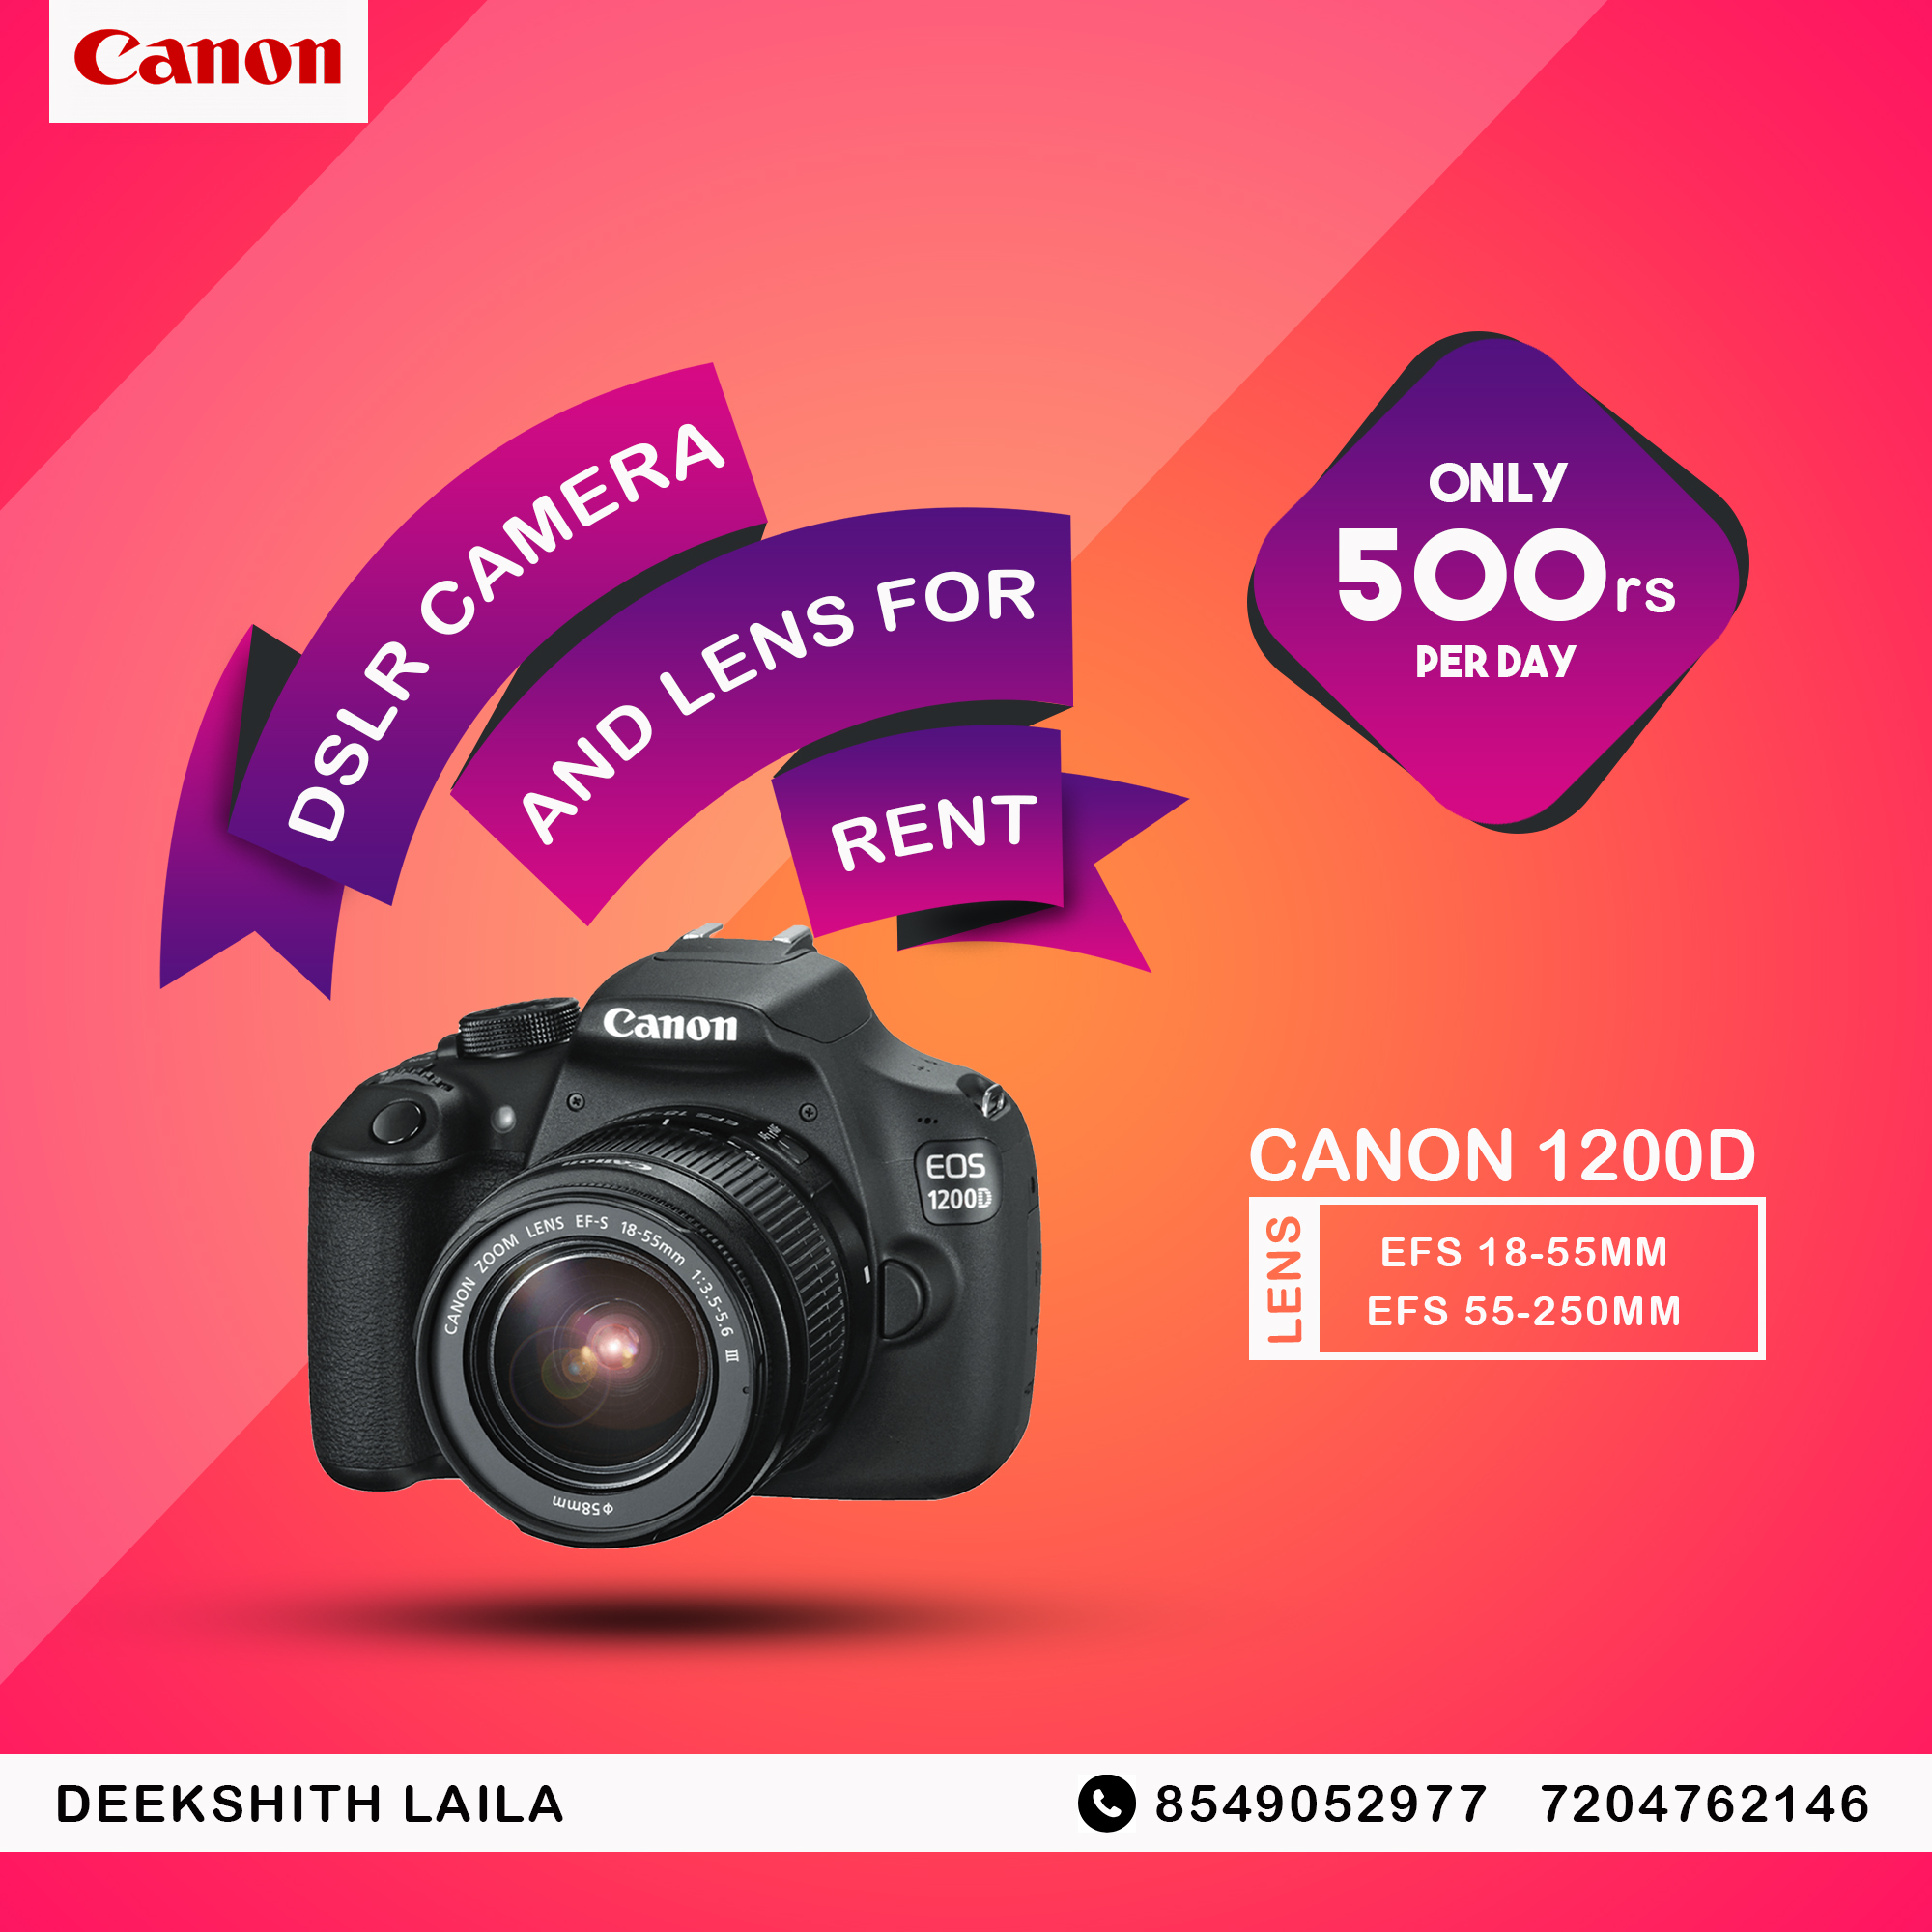 Canon
DSLR CAMERA
AND LENS FOR
RENT
ONLY
500rs
PER DAY
Canon
EOS
1200D
Canon
CANON ZOOM LENS EF-S 18-55mm 1:3.5-5.6 III
Φ58mm
CANON 1200D
LENS
EFS 18-55MM
EFS 55-250MM
DEEKSHITH LAILA
8549052977 7204762146